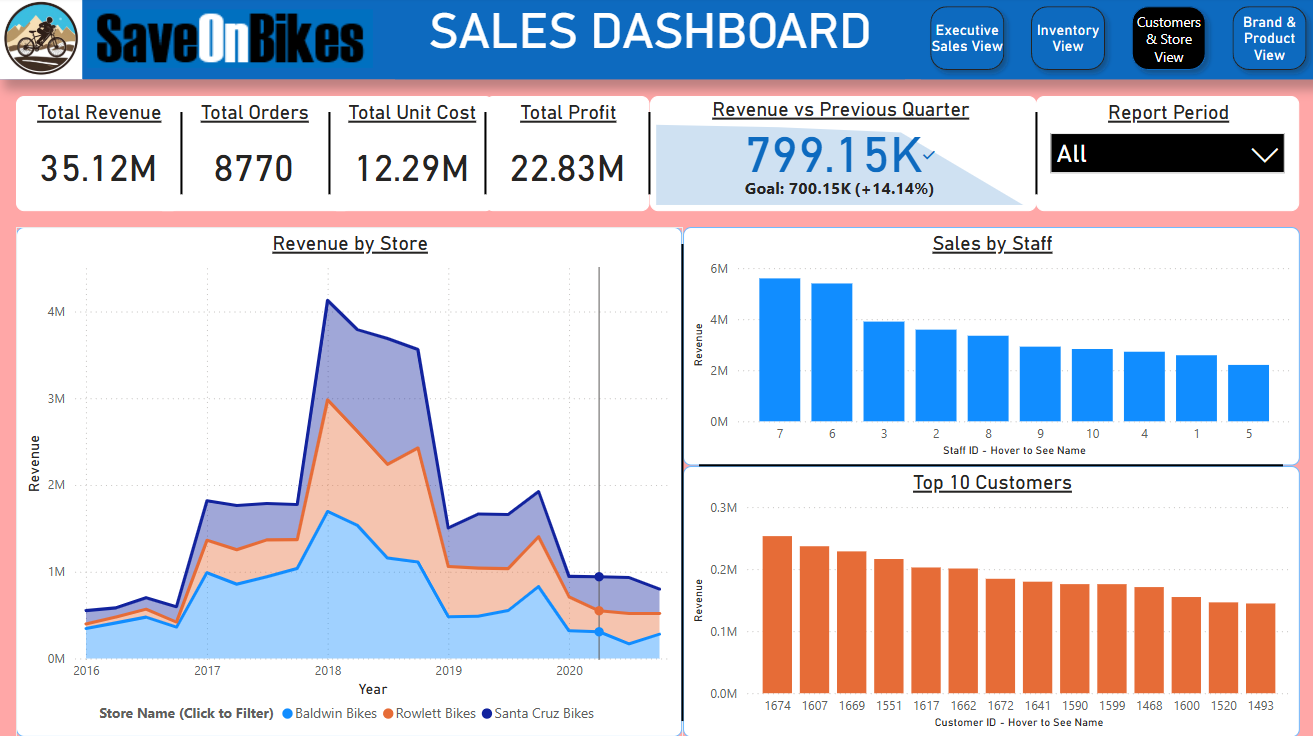 SaveOnBikes
SALES DASHBOARD
Executive
Sales View
Inventory
View
Customers
& Store
View
Brand &
Product
View
Total Revenue
35.12M
Total Orders
8770
Total Unit Cost
12.29M
Total Profit
22.83M
Revenue vs Previous Quarter
799.15K
Goal: 700.15K (+14.14%)
Report Period
All
Revenue by Store
Revenue
4M
3M
2M
1M
0M
2016 2017 2018 2019 2020
Year
Store Name (Click to Filter) Baldwin Bikes Rowlett Bikes Santa Cruz Bikes
Sales by Staff
Revenue
6M
4M
2M
0M
7 6 3 2 8 9 10 4 1 5
Staff ID - Hover to See Name
Top 10 Customers
Revenue
0.3M
0.2M
0.1M
0.0M
1674 1607 1669 1551 1617 1662 1672 1641 1590 1599 1468 1600 1520 1493
Customer ID - Hover to See Name